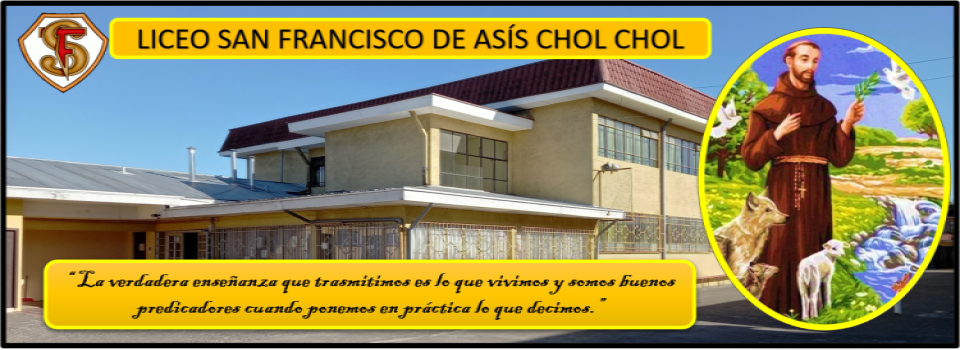 LICEO SAN FRANCISCO DE ASÍS CHOL CHOL
SF
“La verdadera enseñanza que trasmitimos es lo que vivimos y somos buenos
predicadores cuando ponemos en práctica lo que decimos.”